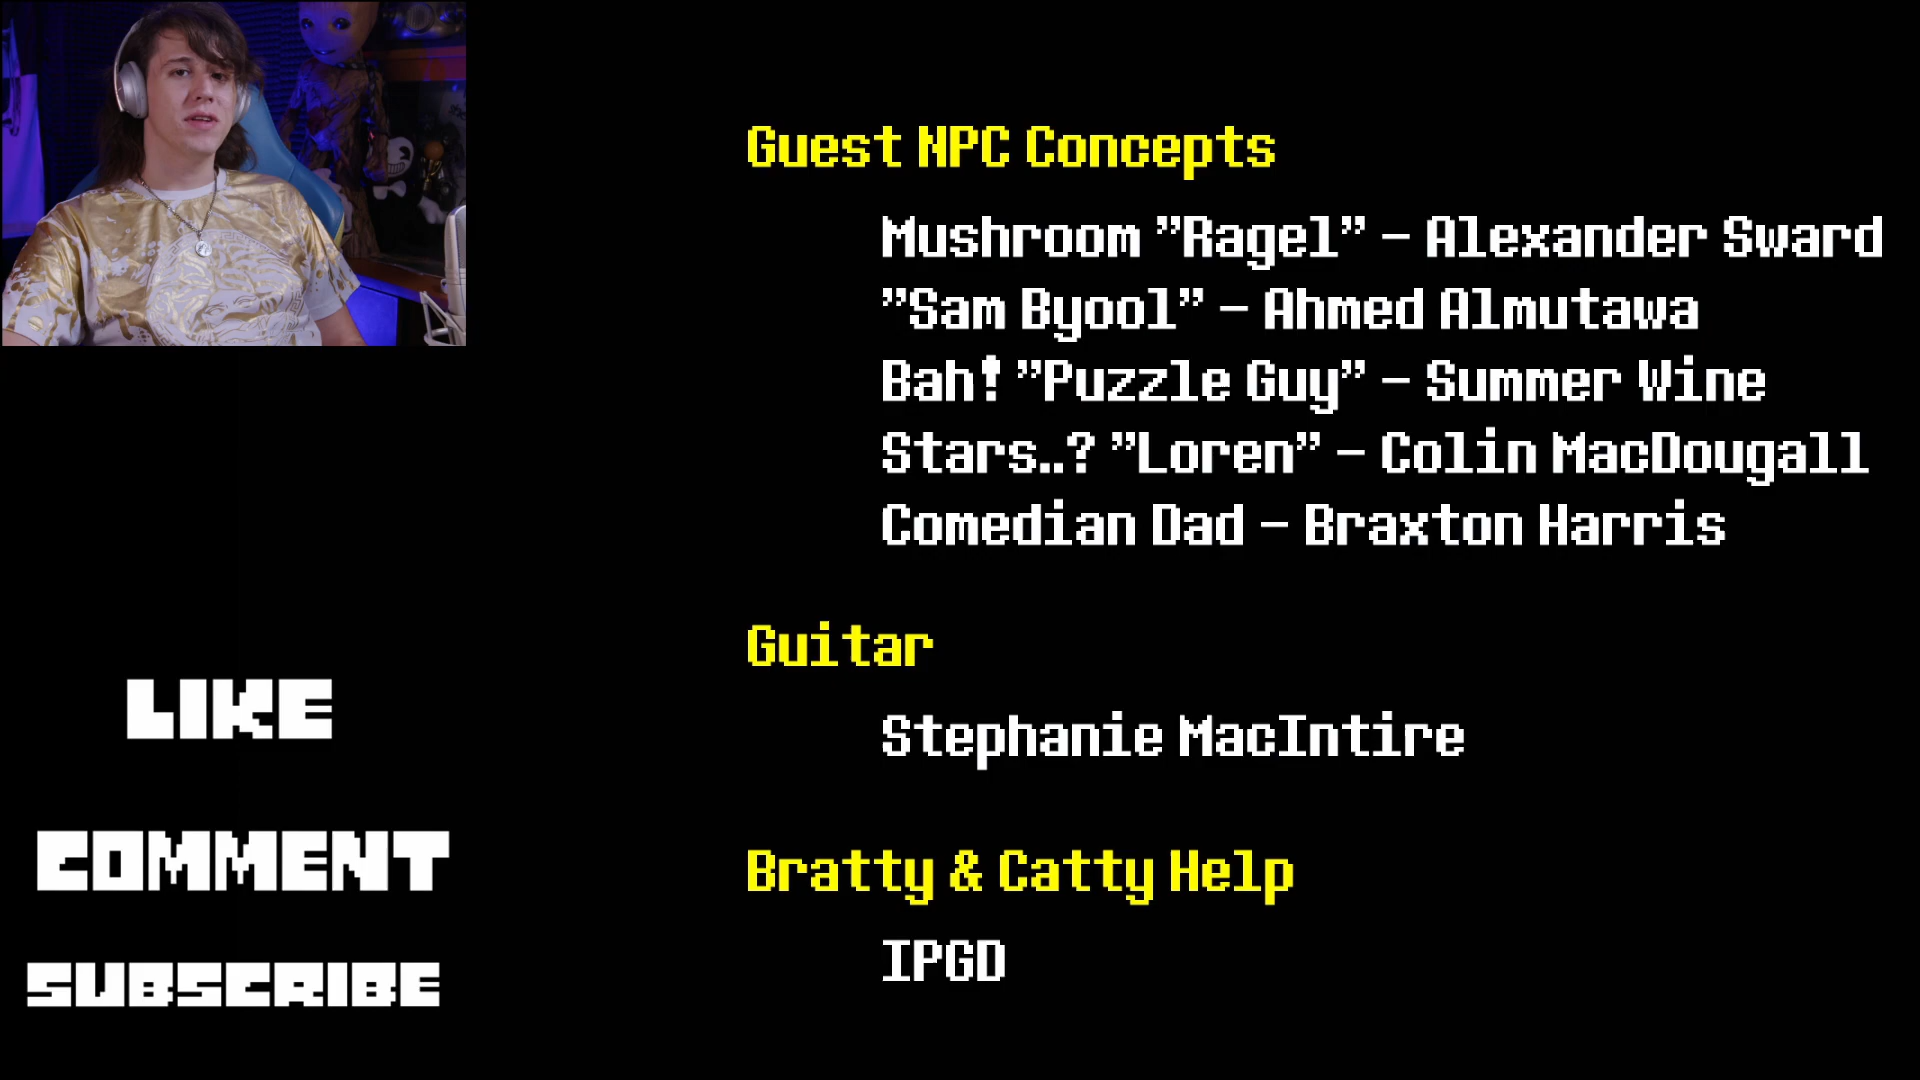 Guest NPC Concepts
Mushroom ”Ragel” - Alexander Sward
”Sam Byool” - Ahmed Almutawa
Bah! ”Puzzle Guy” - Summer Wine
Stars..? ”Loren” - Colin MacDougall
Comedian Dad - Braxton Harris
Guitar
Stephanie MacIntire
Bratty & Catty Help
IPGD
LIKE
COMMENT
SUBSCRIBE